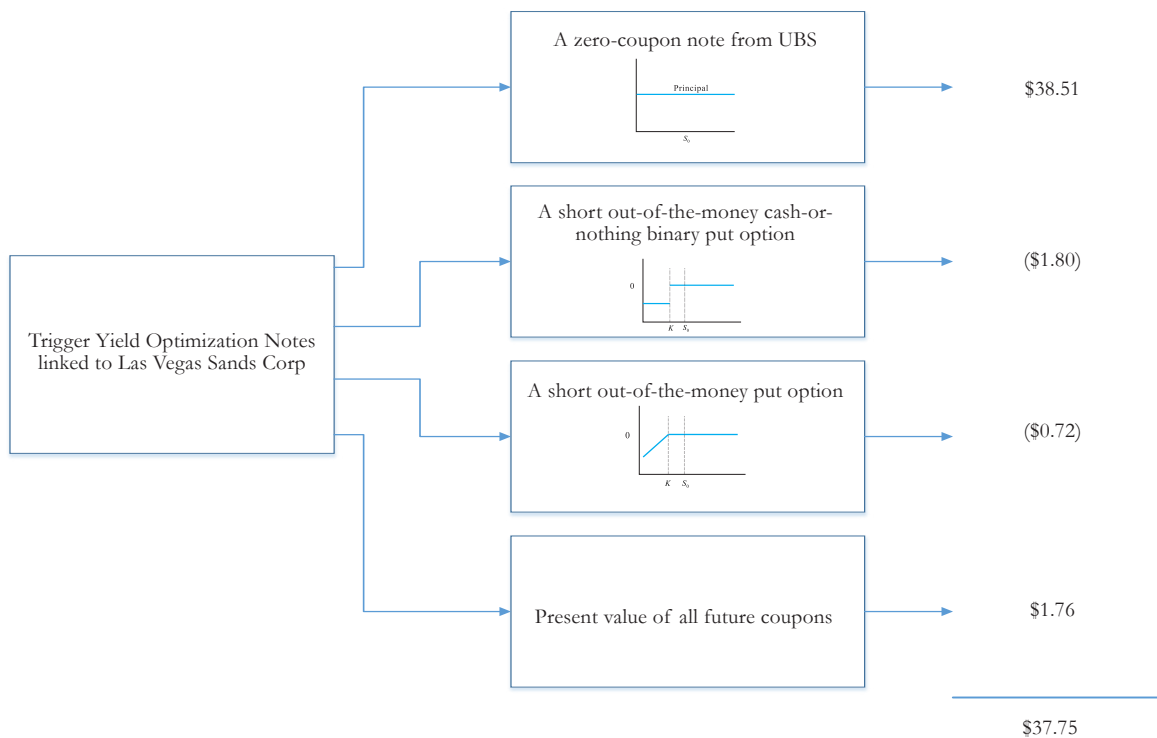 Trigger Yield Optimization Notes
linked to Las Vegas Sands Corp
A zero-coupon note from UBS
Principal
S₀
$38.51
A short out-of-the-money cash-or-
nothing binary put option
0
K S₀
($1.80)
A short out-of-the-money put option
0
K S₀
($0.72)
Present value of all future coupons
$1.76
$37.75